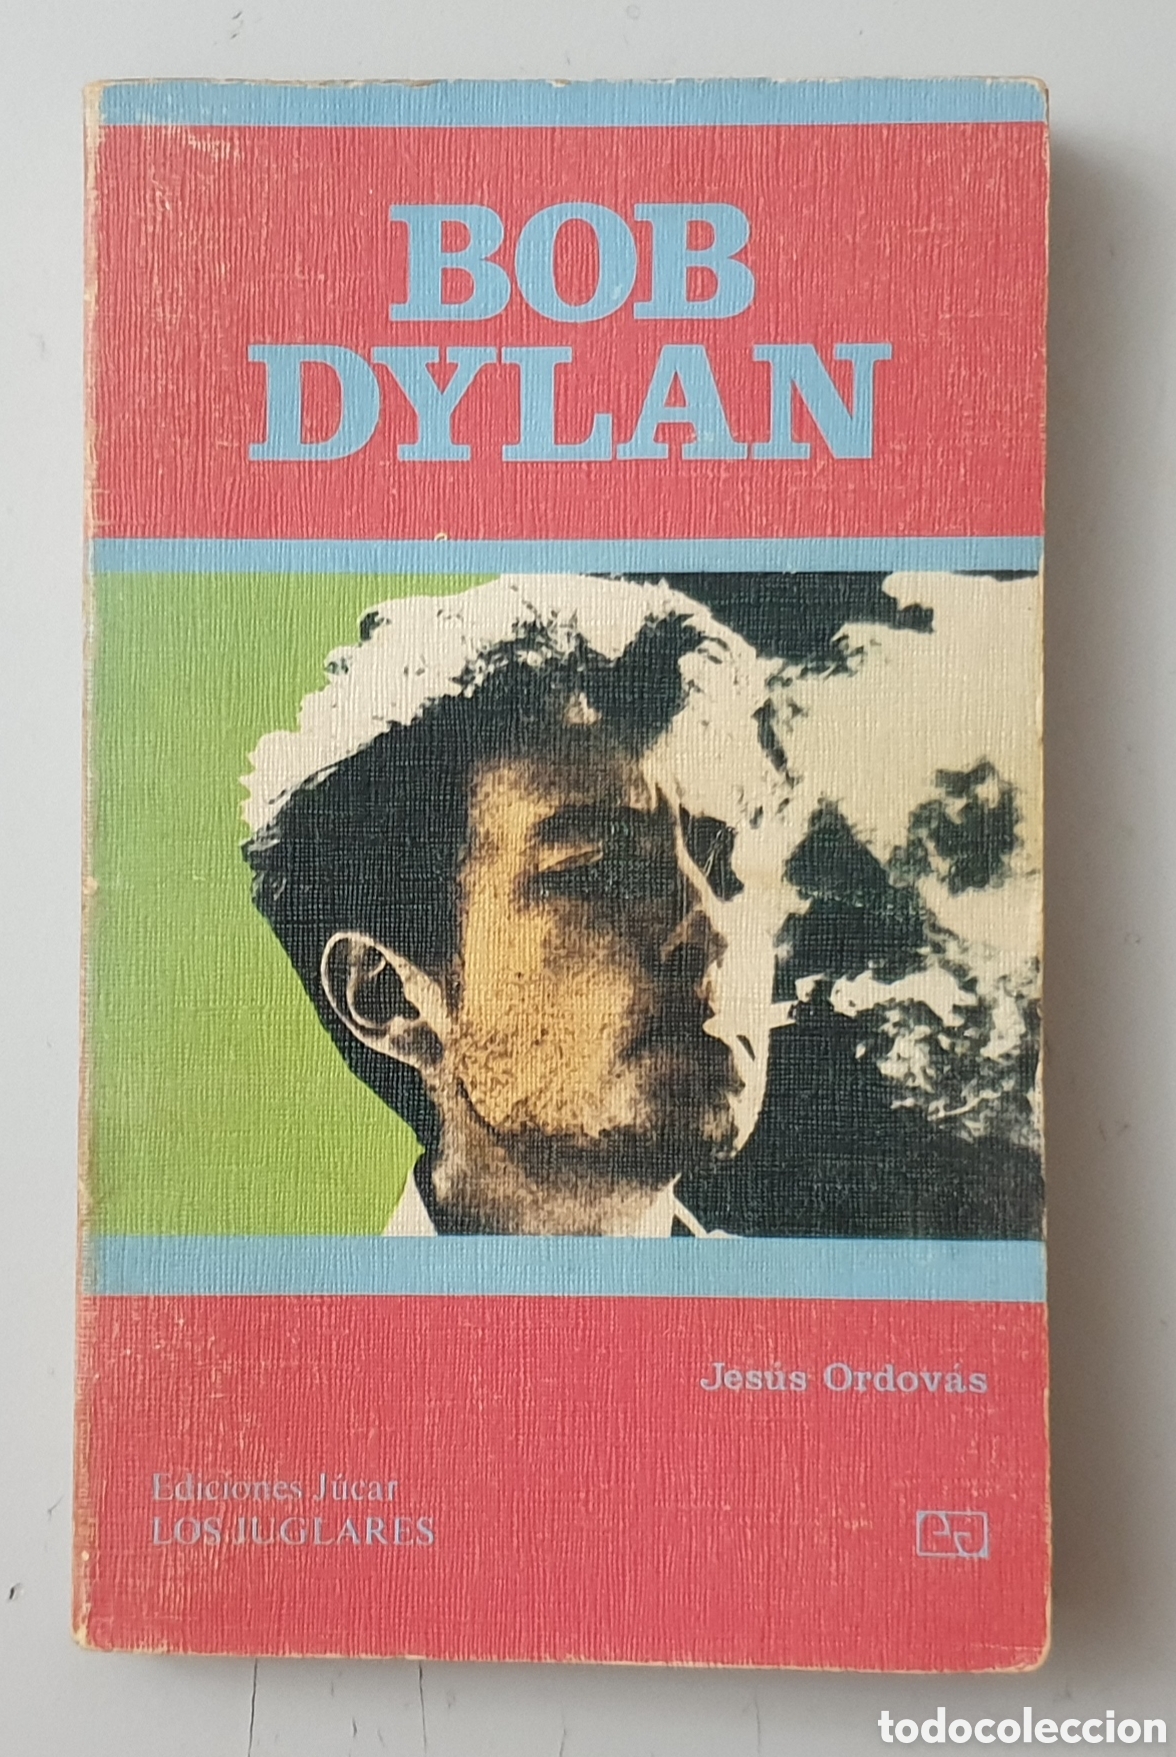 BOB
DYLAN
Jesús Ordovás
Ediciones Júcar
LOS JUGLARES
todocoleccion